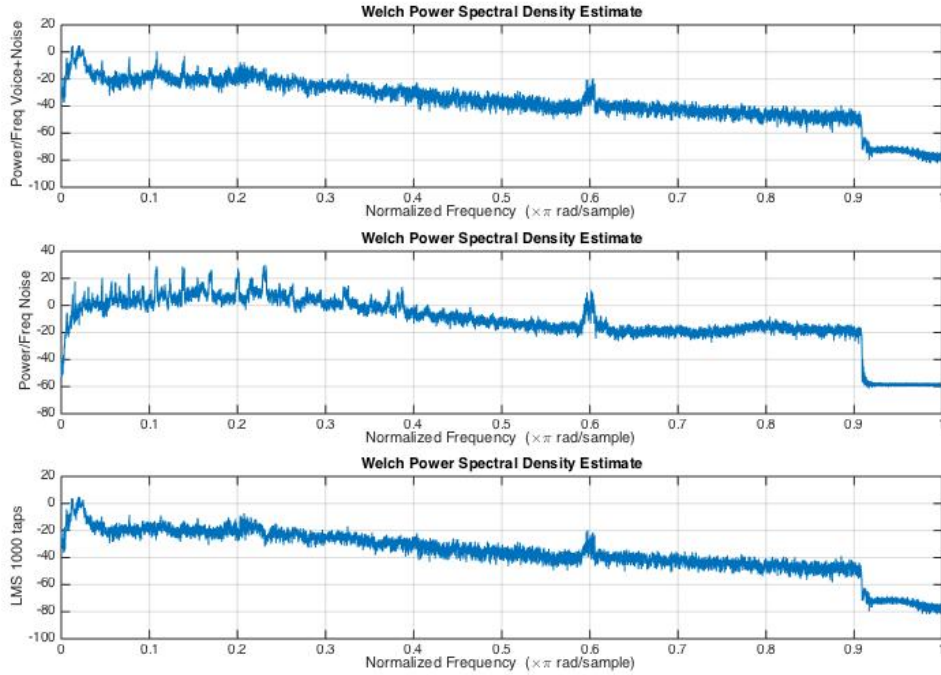 Welch Power Spectral Density Estimate
Power/Freq Voice+Noise
20
0
-20
-40
-60
-80
-100
0 0.1 0.2 0.3 0.4 0.5 0.6 0.7 0.8 0.9 1
Normalized Frequency (×π rad/sample)
Welch Power Spectral Density Estimate
Power/Freq Noise
40
20
0
-20
-40
-60
-80
0 0.1 0.2 0.3 0.4 0.5 0.6 0.7 0.8 0.9 1
Normalized Frequency (×π rad/sample)
Welch Power Spectral Density Estimate
LMS 1000 taps
20
0
-20
-40
-60
-80
-100
0 0.1 0.2 0.3 0.4 0.5 0.6 0.7 0.8 0.9 1
Normalized Frequency (×π rad/sample)